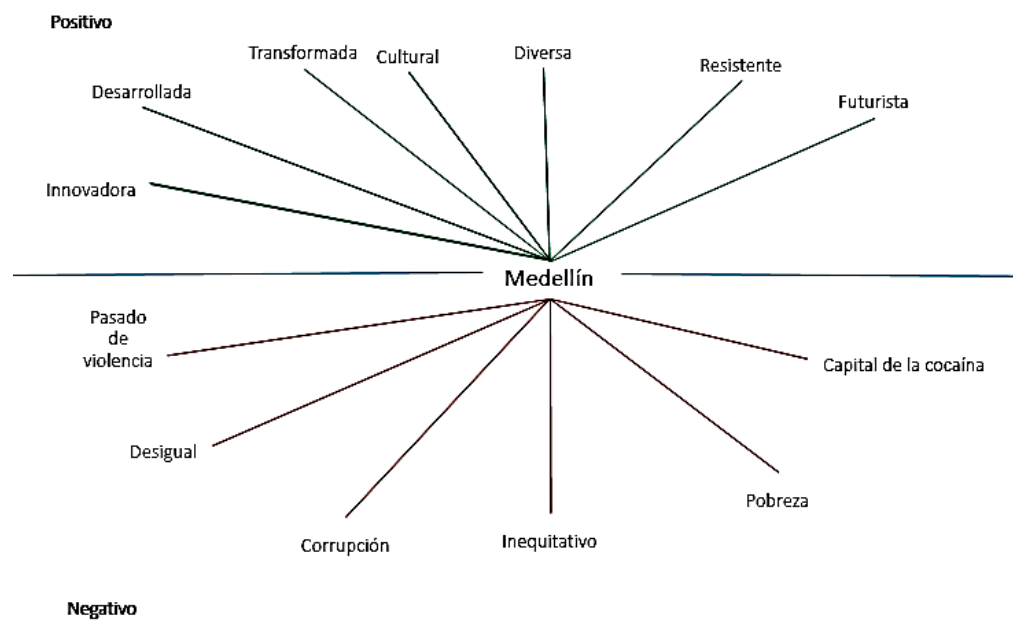 Positivo
Transformada
Cultural
Diversa
Resistente
Desarrollada
Futurista
Innovadora
Medellín
Pasado
de
violencia
Capital de la cocaína
Desigual
Pobreza
Corrupción
Inequitativo
Negativo